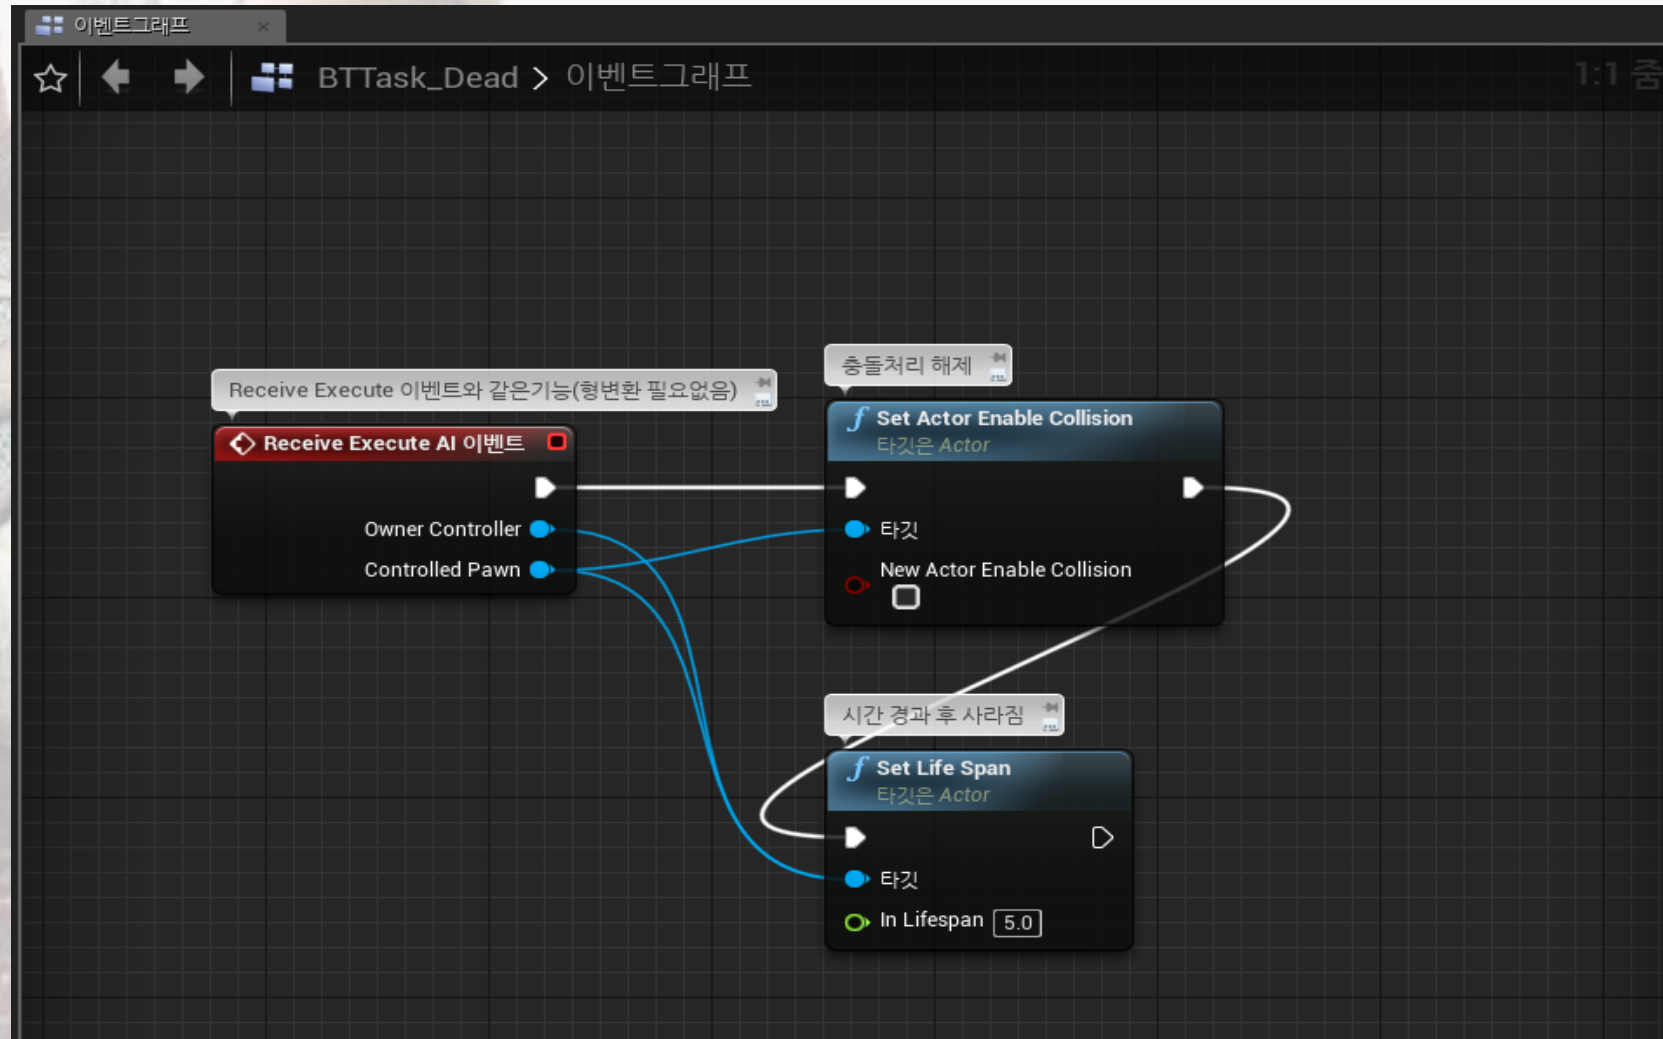 이벤트그래프
BTTask_Dead > 이벤트그래프
1:1 줌
충돌처리 해제
Receive Execute 이벤트와 같은기능(형변환 필요없음)
Set Actor Enable Collision
타깃은 Actor
Receive Execute AI 이벤트
Owner Controller
타깃
Controlled Pawn
New Actor Enable Collision
시간 경과 후 사라짐
Set Life Span
타깃은 Actor
타깃
In Lifespan 5.0